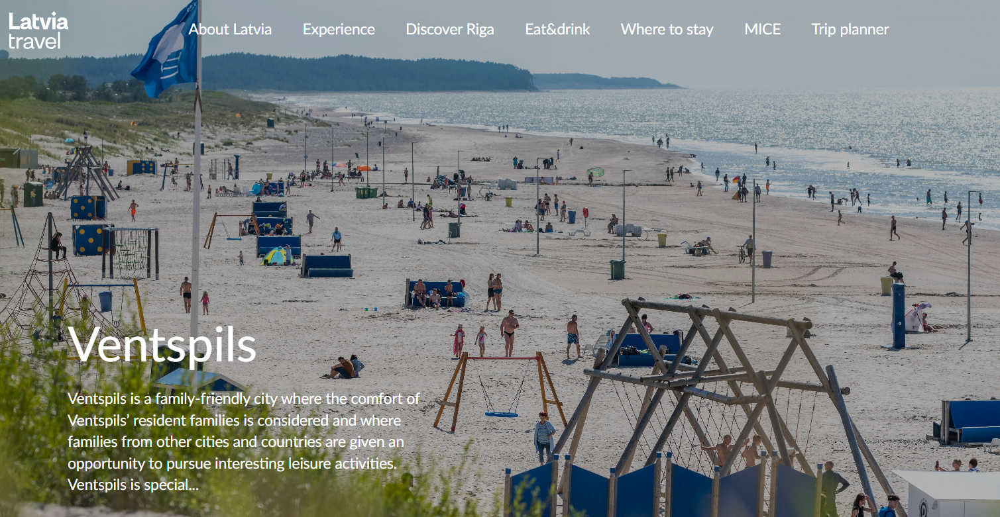 Latvia
travel
About Latvia Experience Discover Riga Eat&drink Where to stay MICE Trip planner
Ventspils
Ventspils is a family-friendly city where the comfort of
Ventspils’ resident families is considered and where
families from other cities and countries are given an
opportunity to pursue interesting leisure activities.
Ventspils is special...